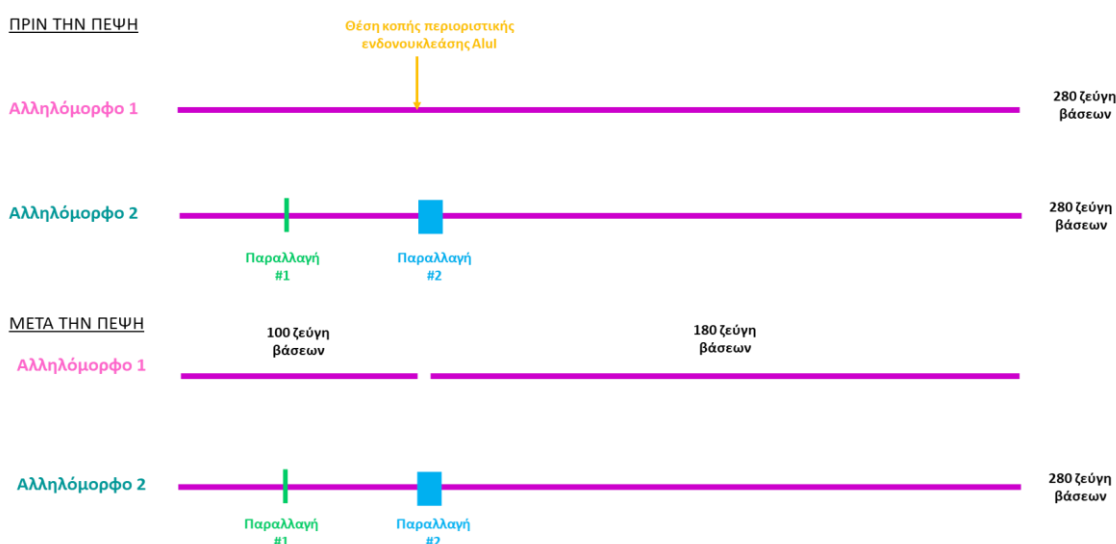 ΠΡΙΝ ΤΗΝ ΠΕΨΗ
Θέση κοπής περιοριστικής
ενδονουκλεάσης AluI
Αλληλόμορφο 1
280 ζεύγη
βάσεων
Αλληλόμορφο 2
280 ζεύγη
βάσεων
Παραλλαγή
#1
Παραλλαγή
#2
ΜΕΤΑ ΤΗΝ ΠΕΨΗ
100 ζεύγη
βάσεων
180 ζεύγη
βάσεων
Αλληλόμορφο 1
Αλληλόμορφο 2
280 ζεύγη
βάσεων
Παραλλαγή
#1
Παραλλαγή
#2